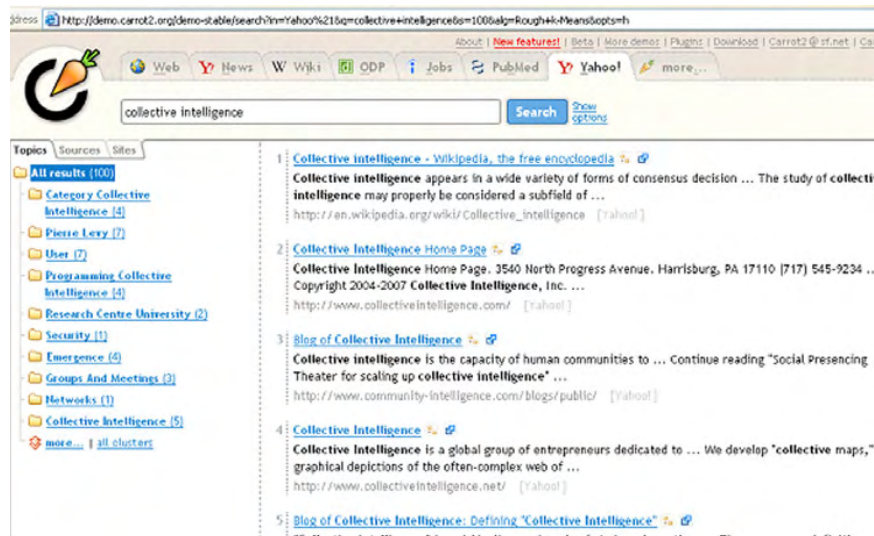 dress http://demo.carrot2.org/demo-stable/search?in=Yahoo%21&q=collective+intelligence&s=100&alg=Rough+k-Means&opts=h
About | New features! | Beta | More demos | Plugins | Download | Carrot2 @ sf.net | Ca
Web News Wiki ODP Jobs PubMed Yahoo! more...
collective intelligence Search Show options
Topics Sources Sites
All results (100)
Category Collective
Intelligence (4)
Pierre Levy (7)
User (7)
Programming Collective
Intelligence (4)
Research Centre University (2)
Security (1)
Emergence (4)
Groups And Meetings (3)
Networks (1)
Collective Intelligence (5)
more... | all clusters
1 Collective intelligence - Wikipedia, the free encyclopedia
Collective intelligence appears in a wide variety of forms of consensus decision ... The study of collecti
intelligence may properly be considered a subfield of ...
http://en.wikipedia.org/wiki/Collective_intelligence [Yahoo!]
2 Collective Intelligence Home Page
Collective Intelligence Home Page. 3540 North Progress Avenue. Harrisburg, PA 17110 (717) 545-9234 ..
Copyright 2004-2007 Collective Intelligence, Inc. ...
http://www.collectiveintelligence.com/ [Yahoo!]
3 Blog of Collective Intelligence
Collective intelligence is the capacity of human communities to ... Continue reading "Social Presencing
Theater for scaling up collective intelligence" ...
http://www.community-intelligence.com/blogs/public/ [Yahoo!]
4 Collective Intelligence
Collective Intelligence is a global group of entrepreneurs dedicated to ... We develop "collective maps,"
graphical depictions of the often-complex web of ...
http://www.collectiveintelligence.net/ [Yahoo!]
5 Blog of Collective Intelligence: Defining "Collective Intelligence"